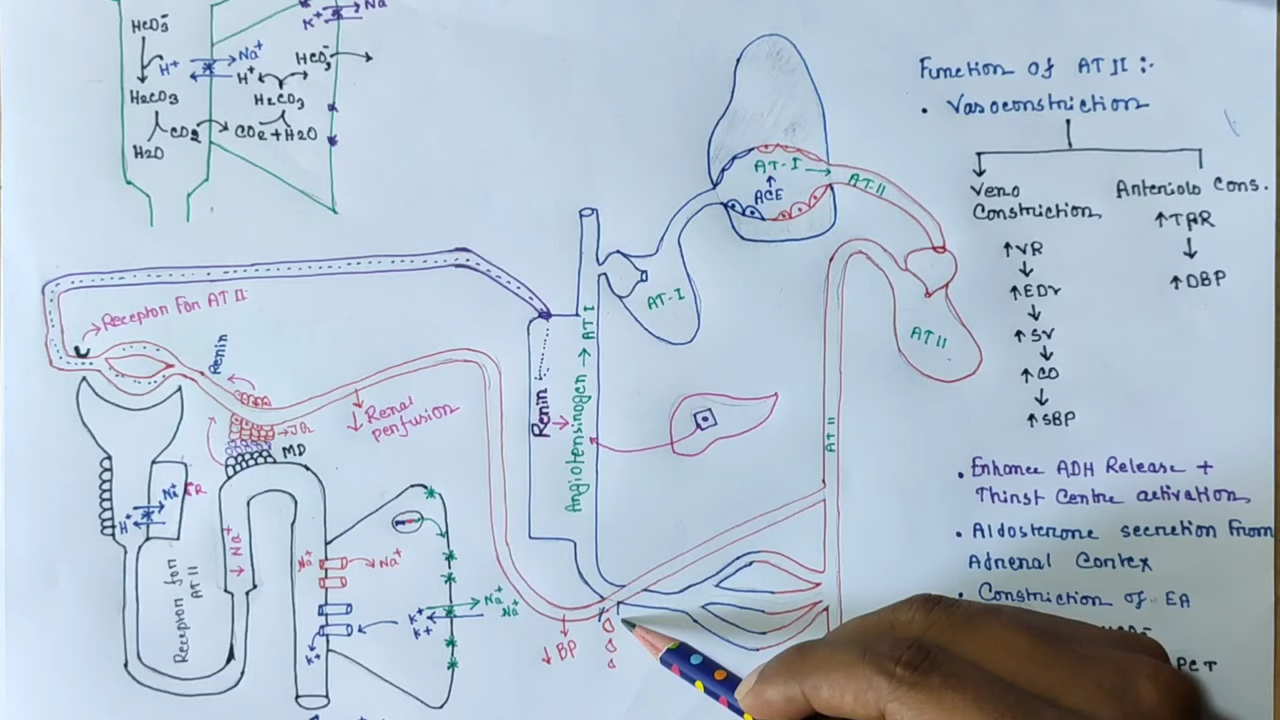 HCO3⁻
H⁺
Na⁺
H2CO3
H2O
CO2
CO2+H2O
H⁺
H2CO3
HCO3⁻
K⁺
Na
Function of AT II :-
• Vasoconstriction
Veno
Constriction
↑VR
↓
↑EDV
↓
↑SV
↓
↑CO
↓
↑SBP
Arteriolo Cons.
↑TPR
↓
↑DBP
AT-I → AT-II
↑
ACE
AT-I
AT II
AT II
Receptor For AT II
Renin
→JG
MD
↓ Renal
perfusion
Renin →
Angiotensinogen → AT I
H⁺
Na⁺
↓ Na⁺
Receptor for
AT II
Na⁺
Na⁺
K⁺
K⁺
K⁺
Na⁺
Na⁺
↓ BP
• Enhance ADH Release +
Thirst Centre activation
• Aldosterone secretion From
Adrenal Cortex
• Constriction of EA
PCT